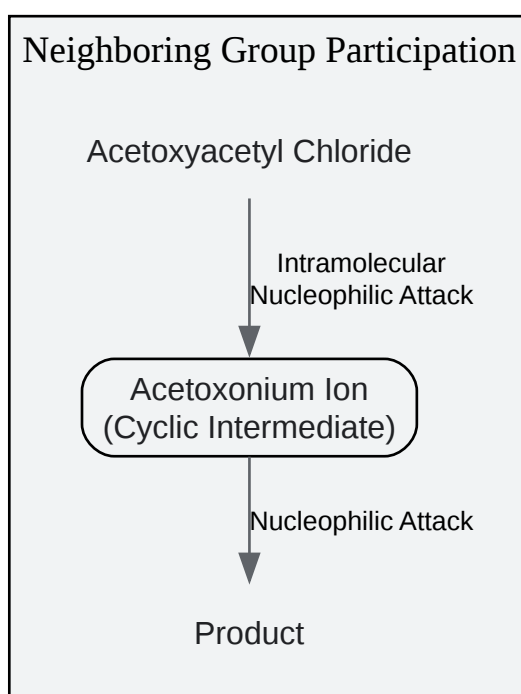 Neighboring Group Participation
Acetoxyacetyl Chloride
Intramolecular
Nucleophilic Attack
Acetoxonium Ion
(Cyclic Intermediate)
Nucleophilic Attack
Product